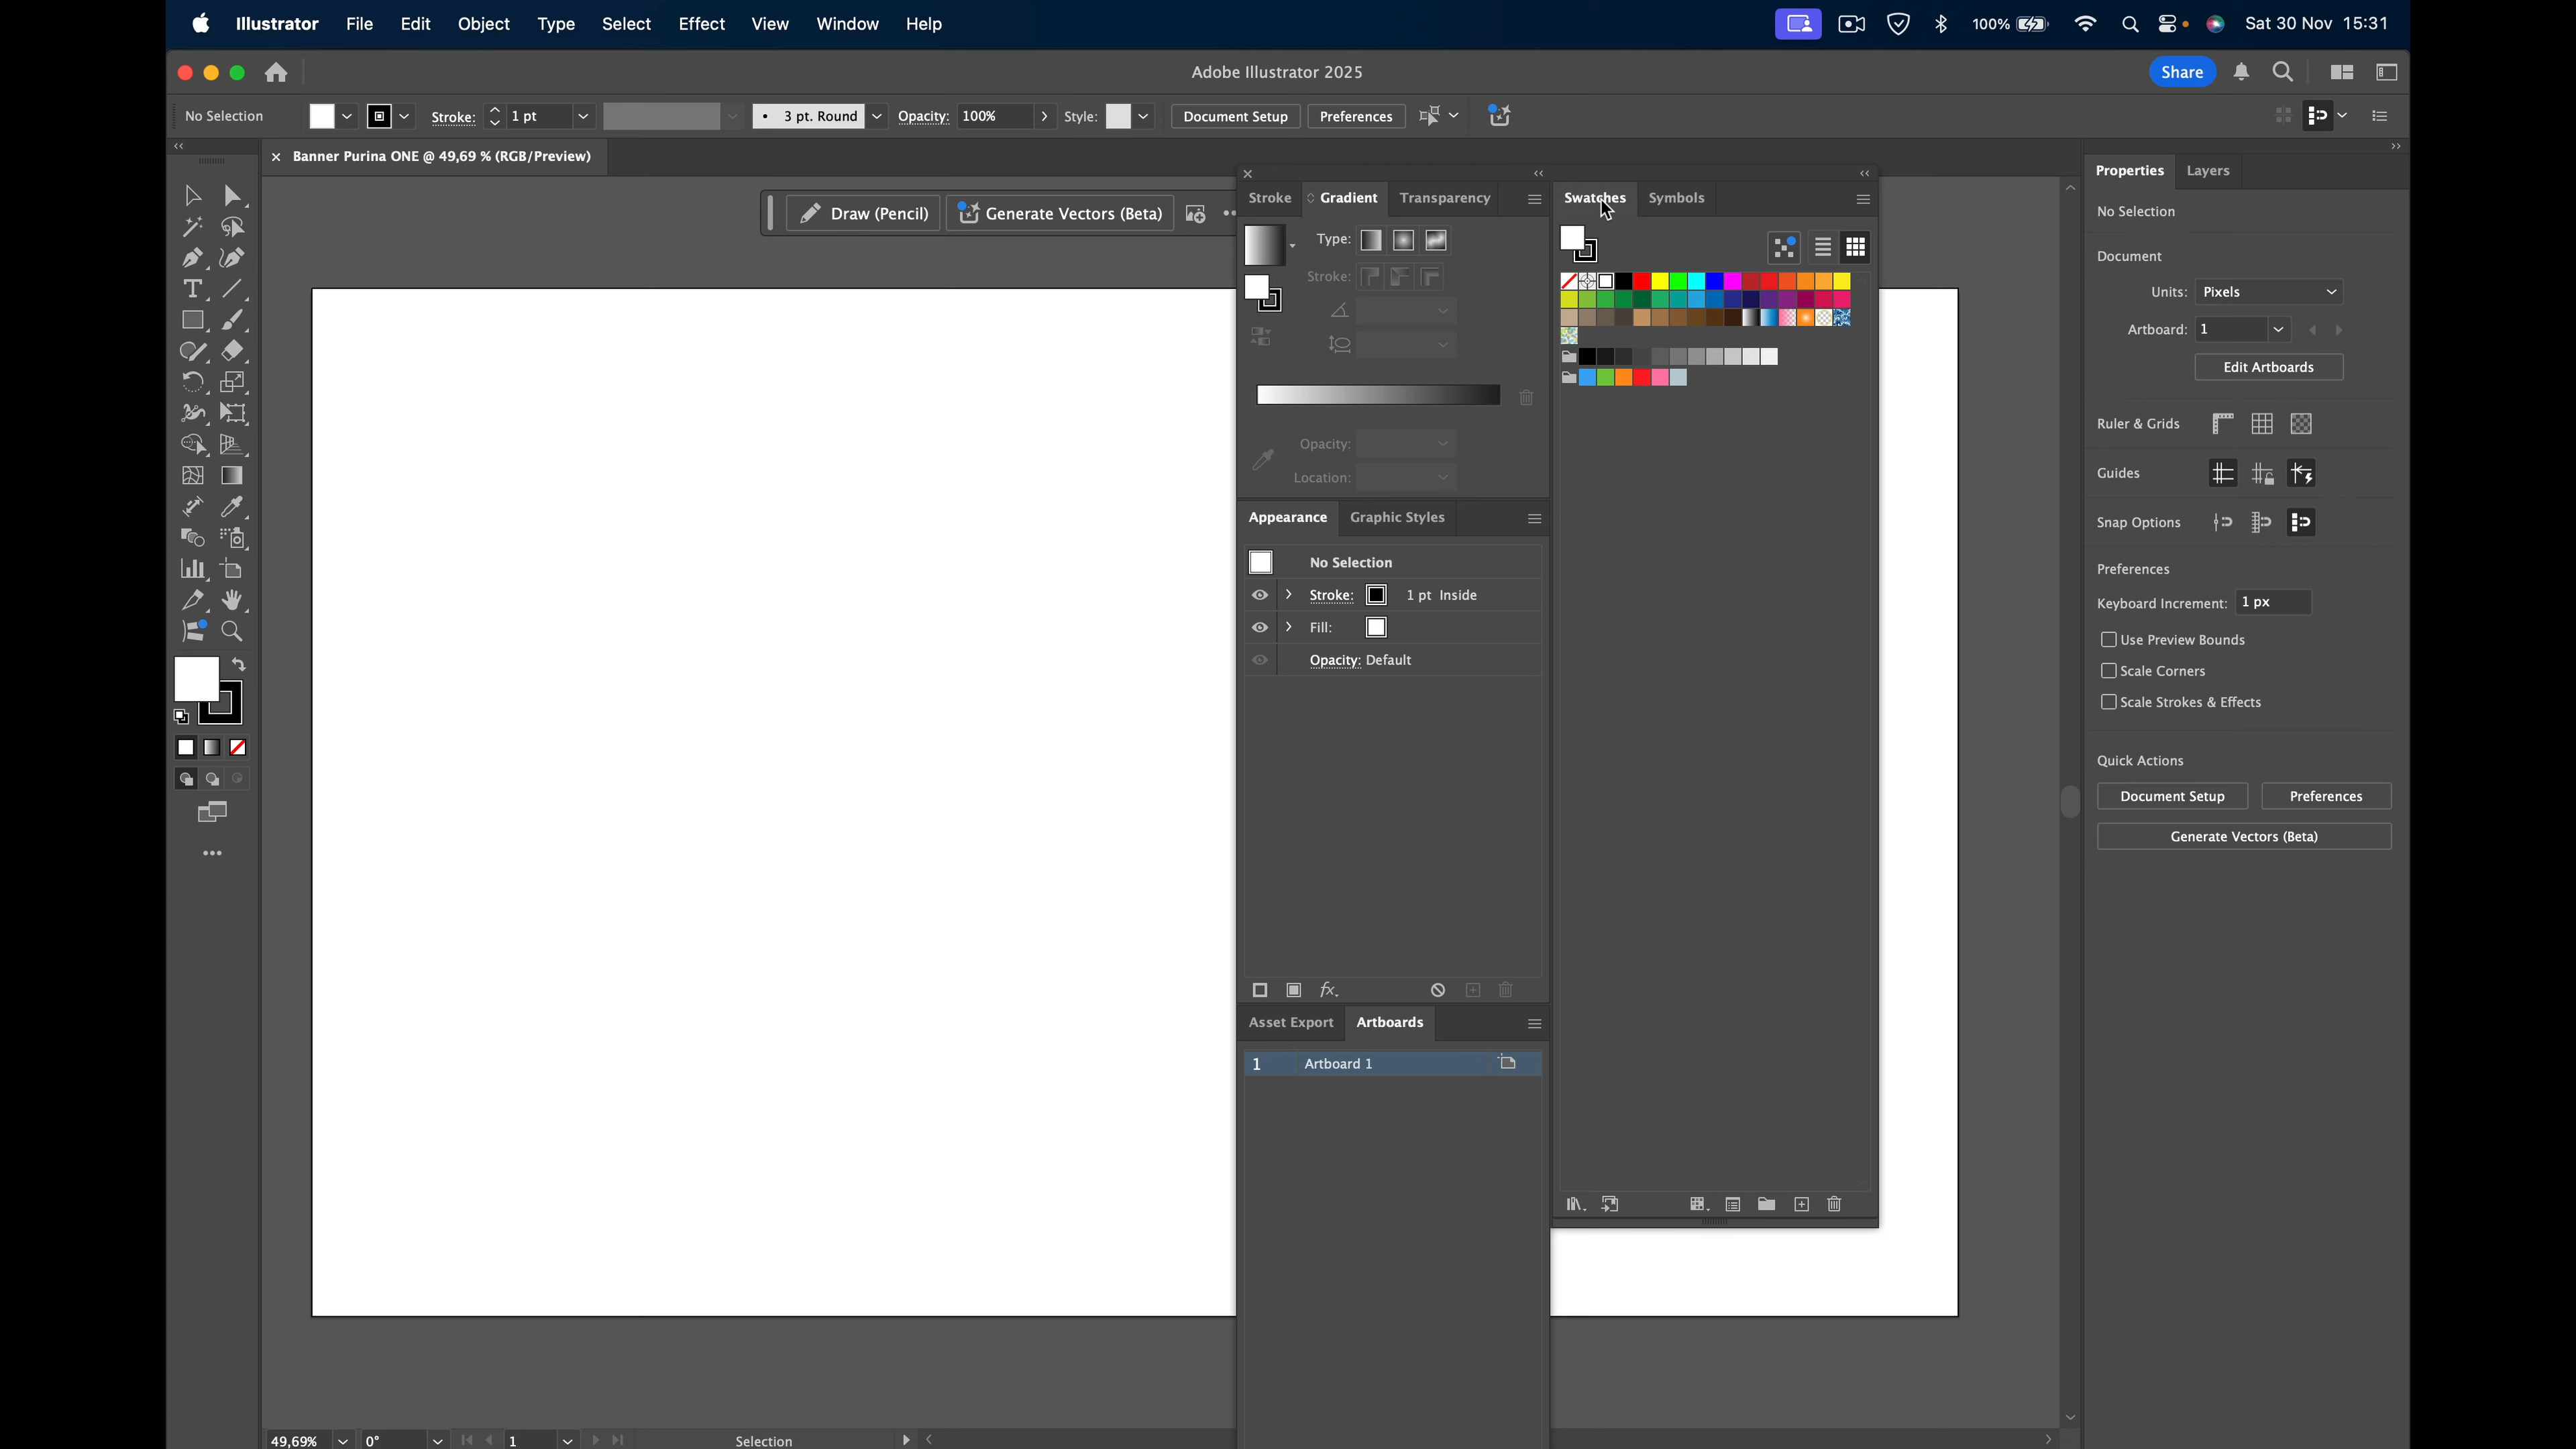 Illustrator File Edit Object Type Select Effect View Window Help 100% Sat 30 Nov 15:31
Adobe Illustrator 2025 Share
No Selection Stroke: 1 pt 3 pt. Round Opacity: 100% Style: Document Setup Preferences
Banner Purina ONE @ 49,69 % (RGB/Preview)
Draw (Pencil) Generate Vectors (Beta)
Stroke Gradient Transparency
Type:
Stroke:
Opacity:
Location:
Appearance Graphic Styles
No Selection
Stroke: 1 pt Inside
Fill:
Opacity: Default
fx
Asset Export Artboards
1 Artboard 1
Swatches Symbols
Properties Layers
No Selection
Document
Units: Pixels
Artboard: 1
Edit Artboards
Ruler & Grids
Guides
Snap Options
Preferences
Keyboard Increment: 1 px
Use Preview Bounds
Scale Corners
Scale Strokes & Effects
Quick Actions
Document Setup Preferences
Generate Vectors (Beta)
49,69% 0° 1 Selection